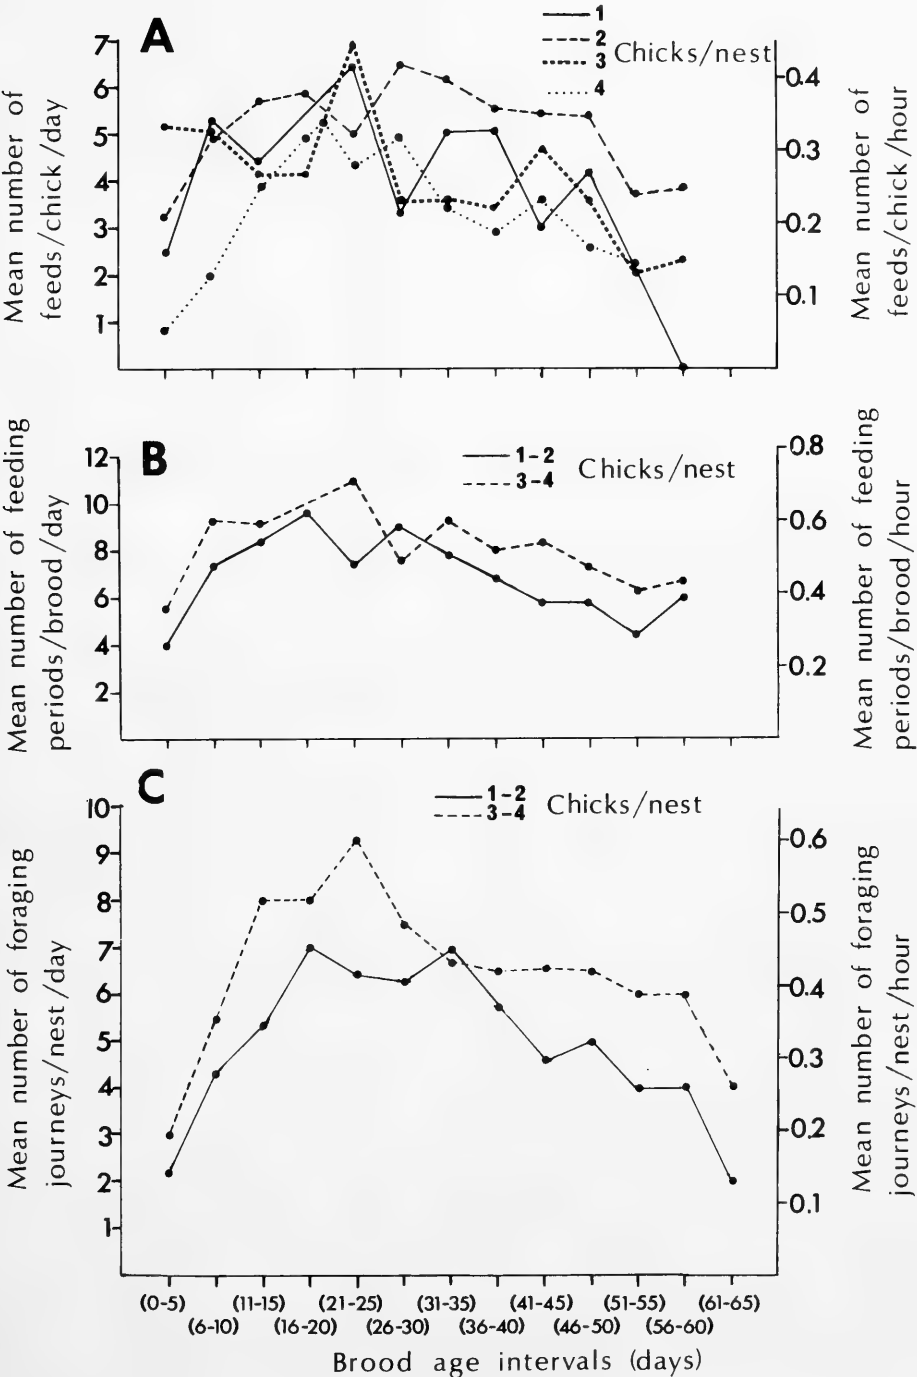 A
1
2
3
4
Chicks/nest
Mean number of
feeds/chick/day
7
6
5
4
3
2
1
0.4
0.3
0.2
0.1
Mean number of
feeds/chick/hour
B
1-2
3-4
Chicks/nest
Mean number of feeding
periods/brood/day
12
10
8
6
4
2
0.8
0.6
0.4
0.2
Mean number of feeding
periods/brood/hour
C
1-2
3-4
Chicks/nest
Mean number of foraging
journeys/nest/day
10
9
8
7
6
5
4
3
2
1
0.6
0.5
0.4
0.3
0.2
0.1
Mean number of foraging
journeys/nest/hour
(0-5) (11-15) (21-25) (31-35) (41-45) (51-55) (61-65)
(6-10) (16-20) (26-30) (36-40) (46-50) (56-60)
Brood age intervals (days)